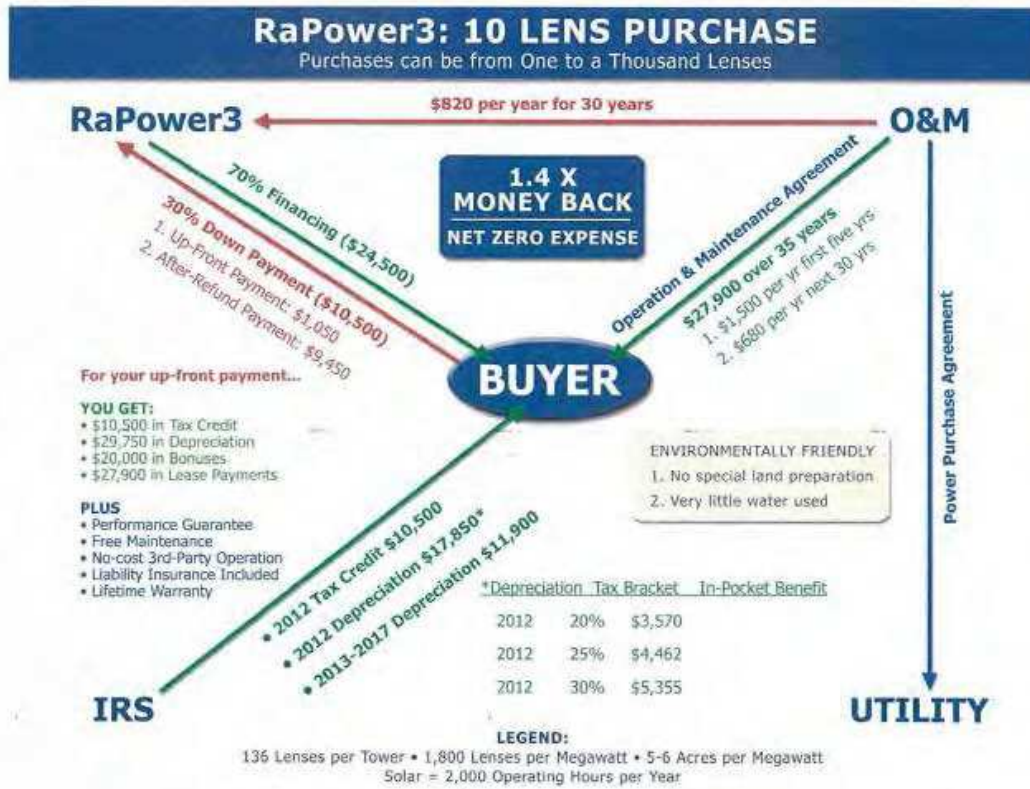 RaPower3: 10 LENS PURCHASE
Purchases can be from One to a Thousand Lenses
RaPower3
$820 per year for 30 years
O&M
70% Financing ($24,500)
30% Down Payment ($10,500)
1. Up-Front Payment: $1,050
2. After-Refund Payment: $9,450
1.4 X
MONEY BACK
NET ZERO EXPENSE
Operation & Maintenance Agreement
$27,900 over 35 years
1. $1,500 per yr first five yrs
2. $680 per yr next 30 yrs
Power Purchase Agreement
BUYER
For your up-front payment...
YOU GET:
• $10,500 in Tax Credit
• $29,750 in Depreciation
• $20,000 in Bonuses
• $27,900 in Lease Payments
PLUS
• Performance Guarantee
• Free Maintenance
• No-cost 3rd-Party Operation
• Liability Insurance Included
• Lifetime Warranty
ENVIRONMENTALLY FRIENDLY
1. No special land preparation
2. Very little water used
• 2012 Tax Credit $10,500
• 2012 Depreciation $17,850*
• 2013-2017 Depreciation $11,900
*Depreciation Tax Bracket In-Pocket Benefit
2012 20% $3,570
2012 25% $4,462
2012 30% $5,355
IRS
UTILITY
LEGEND:
136 Lenses per Tower • 1,800 Lenses per Megawatt • 5-6 Acres per Megawatt
Solar = 2,000 Operating Hours per Year